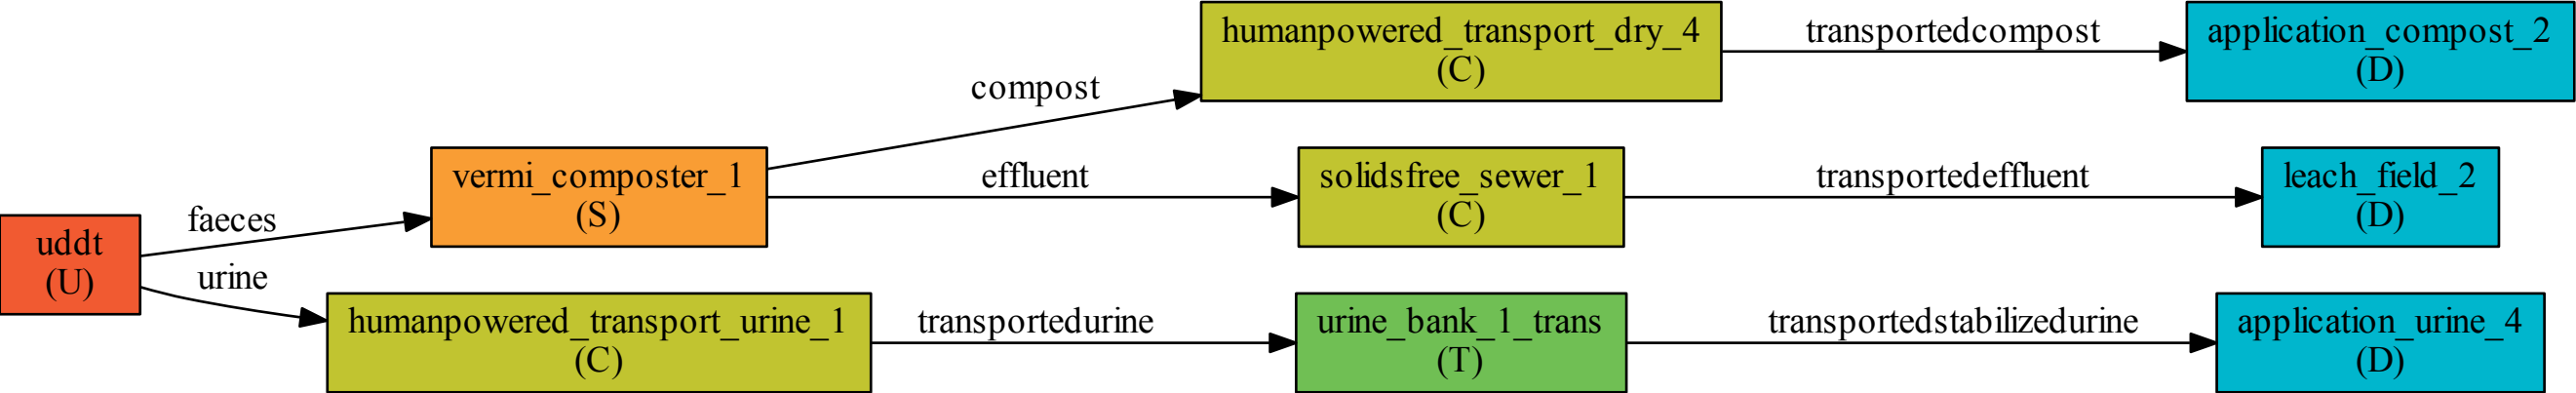 humanpowered_transport_dry_4
(C)
transportedcompost
application_compost_2
(D)
compost
vermi_composter_1
(S)
effluent
solidsfree_sewer_1
(C)
transportedeffluent
leach_field_2
(D)
faeces
uddt
(U)
urine
humanpowered_transport_urine_1
(C)
transportedurine
urine_bank_1_trans
(T)
transportedstabilizedurine
application_urine_4
(D)